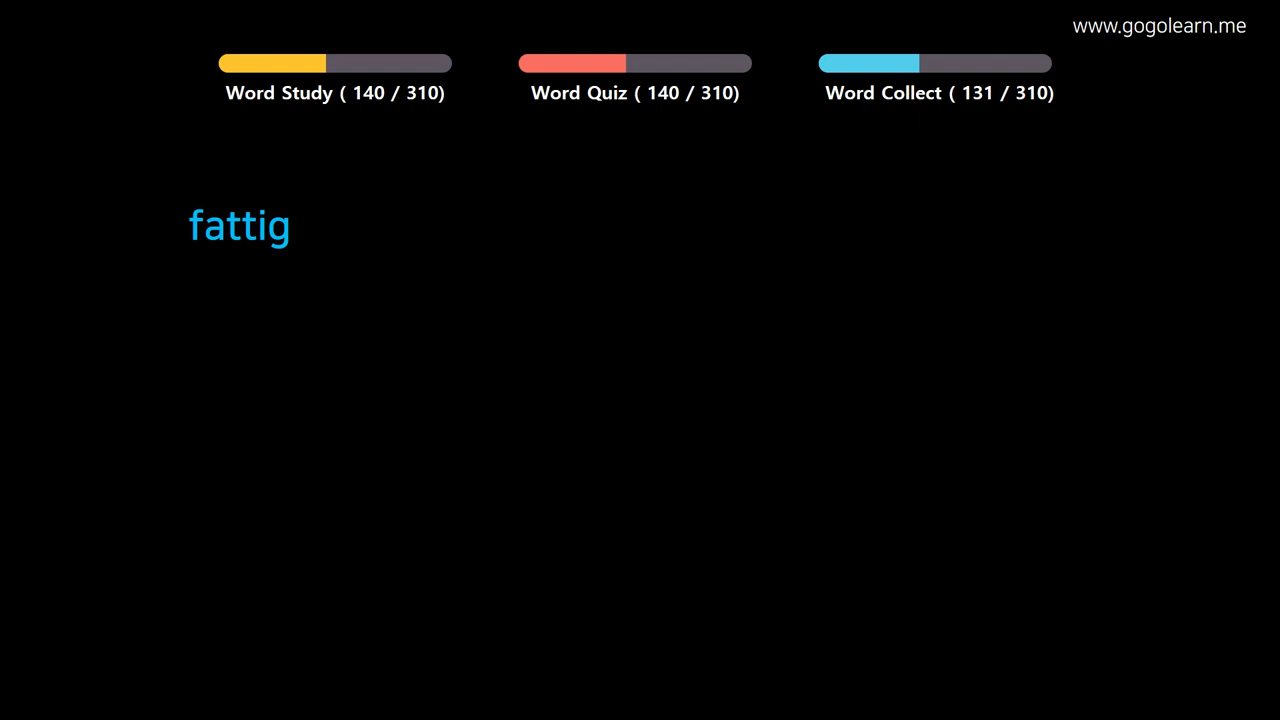 www.gogolearn.me
Word Study ( 140 / 310)
Word Quiz ( 140 / 310)
Word Collect ( 131 / 310)
fattig